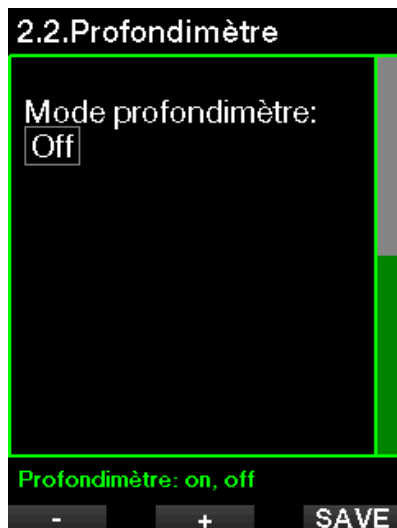 2.2.Profondimètre
Mode profondimètre:
Off
Profondimètre: on, off
- + SAVE